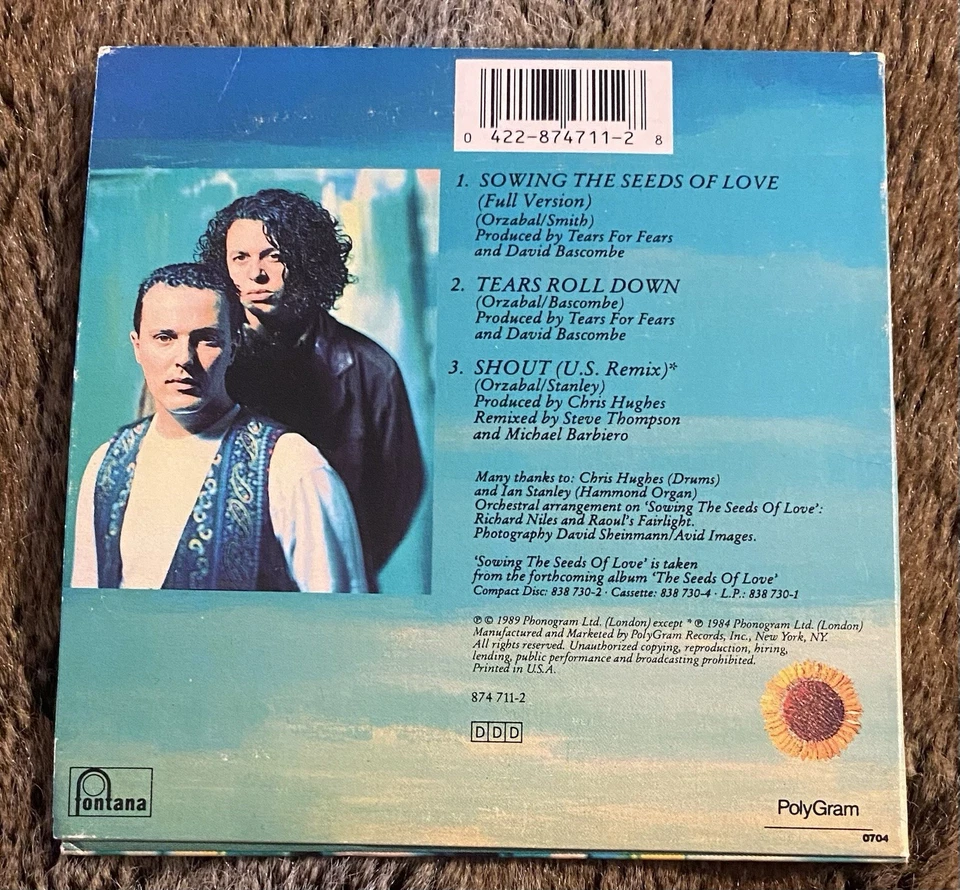 0 422-874711-2 8
1. SOWING THE SEEDS OF LOVE
(Full Version)
(Orzabal/Smith)
Produced by Tears For Fears
and David Bascombe
2. TEARS ROLL DOWN
(Orzabal/Bascombe)
Produced by Tears For Fears
and David Bascombe
3. SHOUT (U.S. Remix)*
(Orzabal/Stanley)
Produced by Chris Hughes
Remixed by Steve Thompson
and Michael Barbiero
Many thanks to: Chris Hughes (Drums)
and Ian Stanley (Hammond Organ)
Orchestral arrangement on 'Sowing The Seeds Of Love':
Richard Niles and Raoul's Fairlight.
Photography David Sheinmann/Avid Images.
'Sowing The Seeds Of Love' is taken
from the forthcoming album 'The Seeds Of Love'
Compact Disc: 838 730-2 · Cassette: 838 730-4 · L.P.: 838 730-1
℗ © 1989 Phonogram Ltd. (London) except * ℗ 1984 Phonogram Ltd. (London)
Manufactured and Marketed by PolyGram Records, Inc., New York, NY.
All rights reserved. Unauthorized copying, reproduction, hiring,
lending, public performance and broadcasting prohibited.
Printed in U.S.A.
874 711-2
DDD
fontana
PolyGram
0704